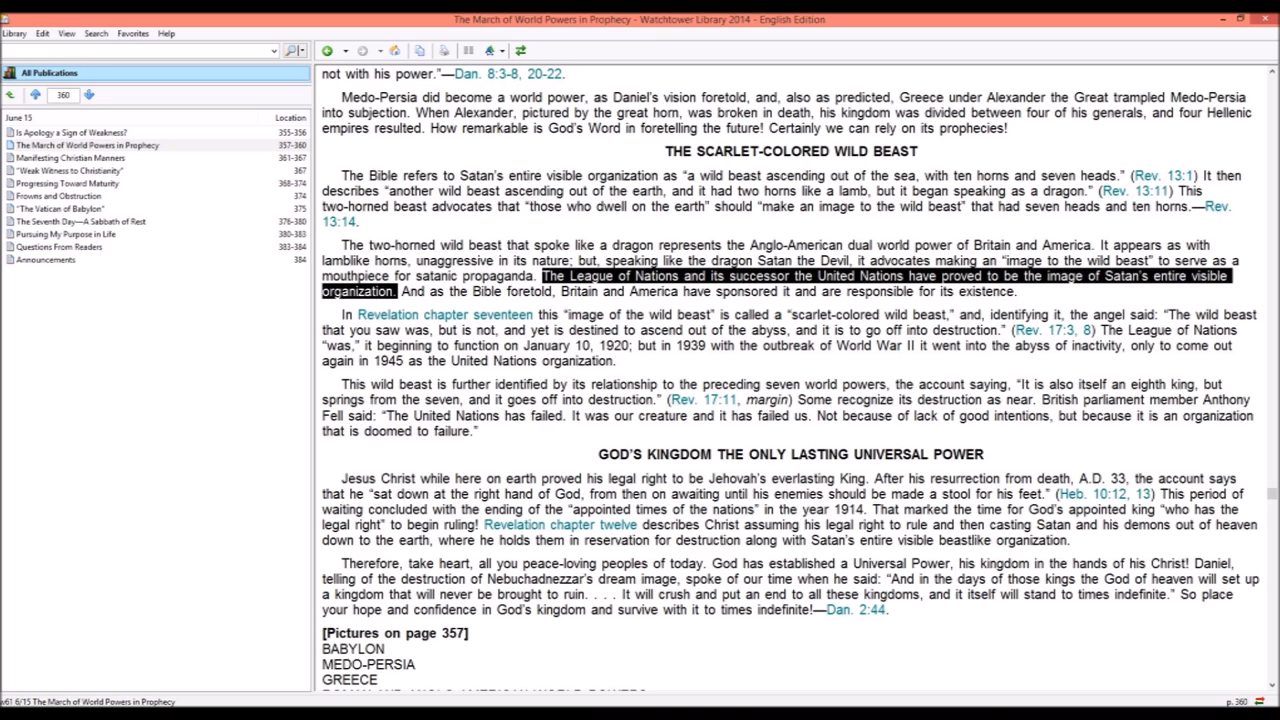 The March of World Powers in Prophecy - Watchtower Library 2014 - English Edition
Library Edit View Search Favorites Help
All Publications
360
June 15 Location
Is Apology a Sign of Weakness? 355-356
The March of World Powers in Prophecy 357-360
Manifesting Christian Manners 361-367
"Weak Witness to Christianity" 367
Progressing Toward Maturity 368-374
Frowns and Obstruction 374
"The Vatican of Babylon" 375
The Seventh Day—A Sabbath of Rest 376-380
Pursuing My Purpose in Life 380-383
Questions From Readers 383-384
Announcements 384
not with his power.”—Dan. 8:3-8, 20-22.
Medo-Persia did become a world power, as Daniel’s vision foretold, and, also as predicted, Greece under Alexander the Great trampled Medo-Persia
into subjection. When Alexander, pictured by the great horn, was broken in death, his kingdom was divided between four of his generals, and four Hellenic
empires resulted. How remarkable is God’s Word in foretelling the future! Certainly we can rely on its prophecies!
THE SCARLET-COLORED WILD BEAST
The Bible refers to Satan’s entire visible organization as “a wild beast ascending out of the sea, with ten horns and seven heads.” (Rev. 13:1) It then
describes “another wild beast ascending out of the earth, and it had two horns like a lamb, but it began speaking as a dragon.” (Rev. 13:11) This
two-horned beast advocates that “those who dwell on the earth” should “make an image to the wild beast” that had seven heads and ten horns.—Rev.
13:14.
The two-horned wild beast that spoke like a dragon represents the Anglo-American dual world power of Britain and America. It appears as with
lamblike horns, unaggressive in its nature; but, speaking like the dragon Satan the Devil, it advocates making an “image to the wild beast” to serve as a
mouthpiece for satanic propaganda. The League of Nations and its successor the United Nations have proved to be the image of Satan’s entire visible
organization. And as the Bible foretold, Britain and America have sponsored it and are responsible for its existence.
In Revelation chapter seventeen this “image of the wild beast” is called a “scarlet-colored wild beast,” and, identifying it, the angel said: “The wild beast
that you saw was, but is not, and yet is destined to ascend out of the abyss, and it is to go off into destruction.” (Rev. 17:3, 8) The League of Nations
“was,” it beginning to function on January 10, 1920; but in 1939 with the outbreak of World War II it went into the abyss of inactivity, only to come out
again in 1945 as the United Nations organization.
This wild beast is further identified by its relationship to the preceding seven world powers, the account saying, “It is also itself an eighth king, but
springs from the seven, and it goes off into destruction.” (Rev. 17:11, margin) Some recognize its destruction as near. British parliament member Anthony
Fell said: “The United Nations has failed. It was our creature and it has failed us. Not because of lack of good intentions, but because it is an organization
that is doomed to failure.”
GOD’S KINGDOM THE ONLY LASTING UNIVERSAL POWER
Jesus Christ while here on earth proved his legal right to be Jehovah’s everlasting King. After his resurrection from death, A.D. 33, the account says
that he “sat down at the right hand of God, from then on awaiting until his enemies should be made a stool for his feet.” (Heb. 10:12, 13) This period of
waiting concluded with the ending of the “appointed times of the nations” in the year 1914. That marked the time for God’s appointed king “who has the
legal right” to begin ruling! Revelation chapter twelve describes Christ assuming his legal right to rule and then casting Satan and his demons out of heaven
down to the earth, where he holds them in reservation for destruction along with Satan’s entire visible beastlike organization.
Therefore, take heart, all you peace-loving peoples of today. God has established a Universal Power, his kingdom in the hands of his Christ! Daniel,
telling of the destruction of Nebuchadnezzar’s dream image, spoke of our time when he said: “And in the days of those kings the God of heaven will set up
a kingdom that will never be brought to ruin. . . . It will crush and put an end to all these kingdoms, and it itself will stand to times indefinite.” So place
your hope and confidence in God’s kingdom and survive with it to times indefinite!—Dan. 2:44.
[Pictures on page 357]
BABYLON
MEDO-PERSIA
GREECE
w61 6/15 The March of World Powers in Prophecy
p. 360